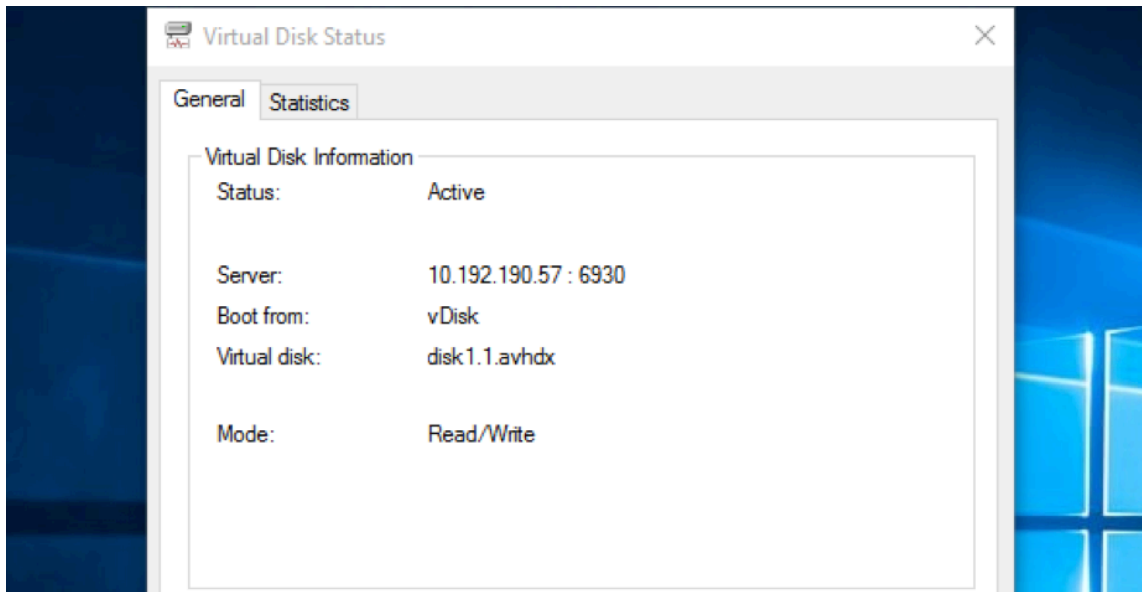 Virtual Disk Status
General Statistics
Virtual Disk Information
Status: Active
Server: 10.192.190.57 : 6930
Boot from: vDisk
Virtual disk: disk1.1.avhdx
Mode: Read/Write